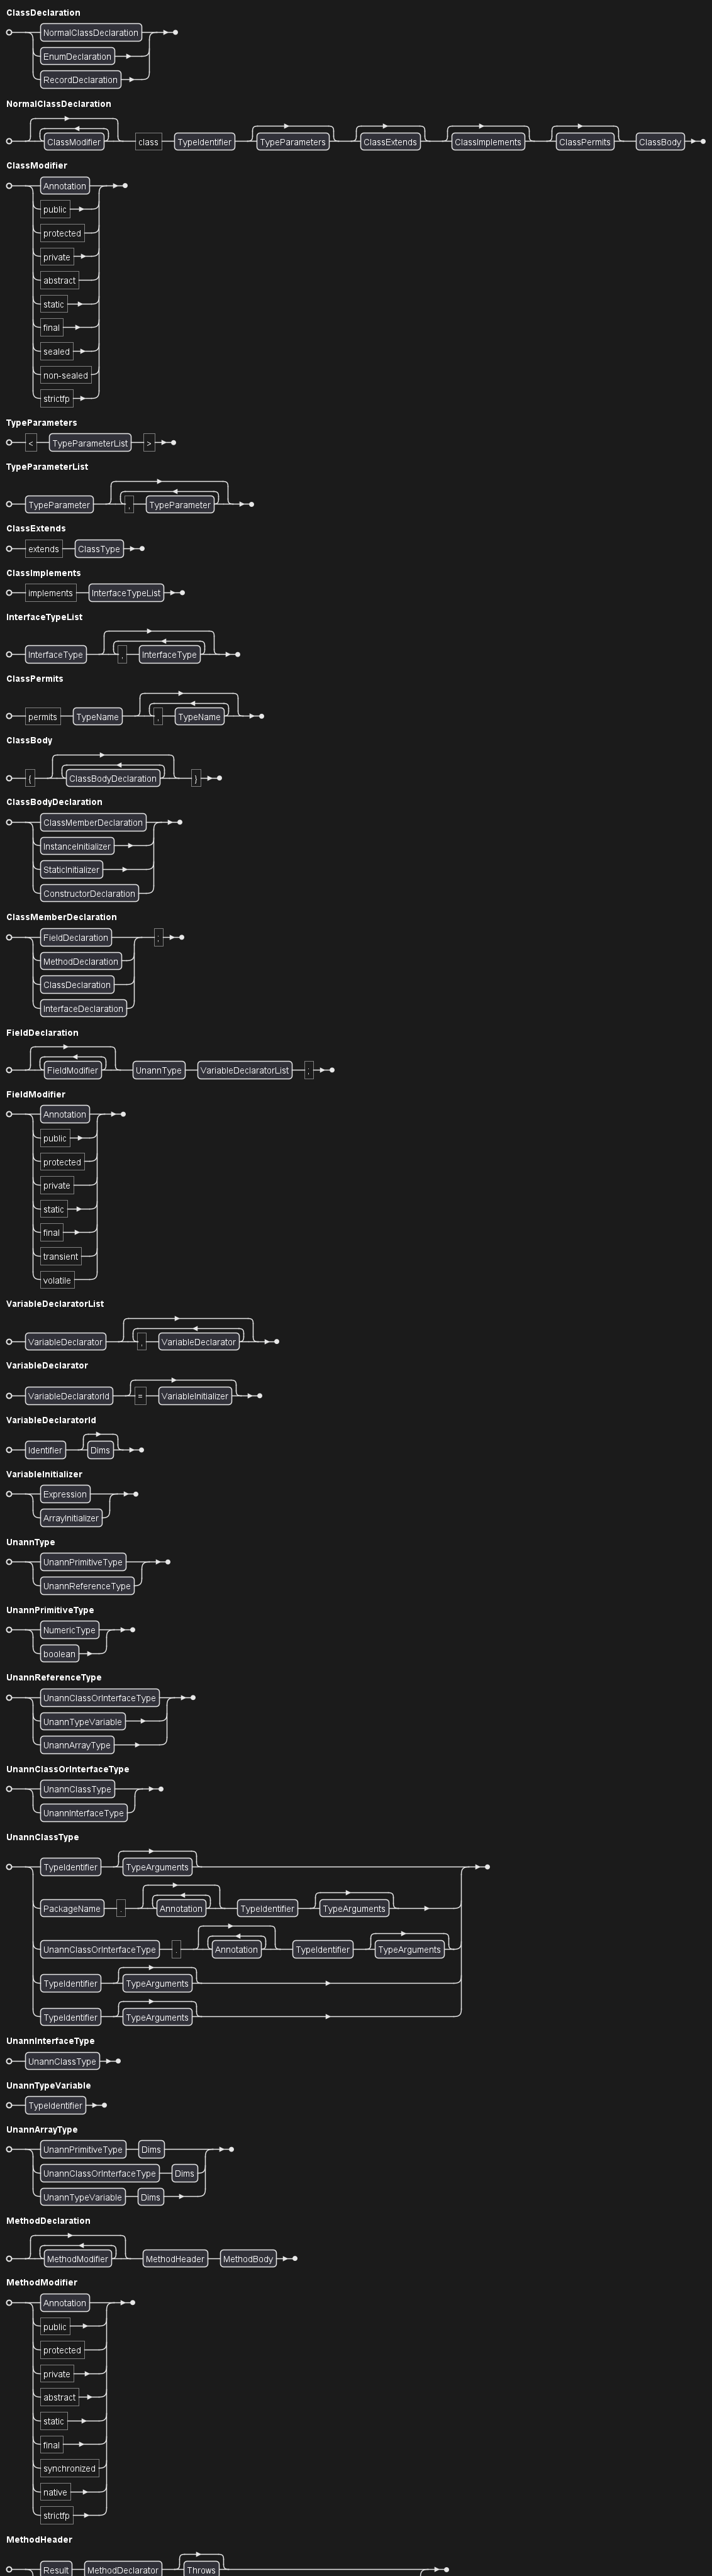 ClassDeclaration
NormalClassDeclaration
EnumDeclaration
RecordDeclaration
NormalClassDeclaration
ClassModifier class TypeIdentifier TypeParameters ClassExtends ClassImplements ClassPermits ClassBody
ClassModifier
Annotation
public
protected
private
abstract
static
final
sealed
non-sealed
strictfp
TypeParameters
< TypeParameterList >
TypeParameterList
TypeParameter , TypeParameter
ClassExtends
extends ClassType
ClassImplements
implements InterfaceTypeList
InterfaceTypeList
InterfaceType , InterfaceType
ClassPermits
permits TypeName , TypeName
ClassBody
{ ClassBodyDeclaration }
ClassBodyDeclaration
ClassMemberDeclaration
InstanceInitializer
StaticInitializer
ConstructorDeclaration
ClassMemberDeclaration
FieldDeclaration ;
MethodDeclaration
ClassDeclaration
InterfaceDeclaration
FieldDeclaration
FieldModifier UnannType VariableDeclaratorList ;
FieldModifier
Annotation
public
protected
private
static
final
transient
volatile
VariableDeclaratorList
VariableDeclarator , VariableDeclarator
VariableDeclarator
VariableDeclaratorId = VariableInitializer
VariableDeclaratorId
Identifier Dims
VariableInitializer
Expression
ArrayInitializer
UnannType
UnannPrimitiveType
UnannReferenceType
UnannPrimitiveType
NumericType
boolean
UnannReferenceType
UnannClassOrInterfaceType
UnannTypeVariable
UnannArrayType
UnannClassOrInterfaceType
UnannClassType
UnannInterfaceType
UnannClassType
TypeIdentifier TypeArguments
PackageName . Annotation TypeIdentifier TypeArguments
UnannClassOrInterfaceType . Annotation TypeIdentifier TypeArguments
TypeIdentifier TypeArguments
TypeIdentifier TypeArguments
UnannInterfaceType
UnannClassType
UnannTypeVariable
TypeIdentifier
UnannArrayType
UnannPrimitiveType Dims
UnannClassOrInterfaceType Dims
UnannTypeVariable Dims
MethodDeclaration
MethodModifier MethodHeader MethodBody
MethodModifier
Annotation
public
protected
private
abstract
static
final
synchronized
native
strictfp
MethodHeader
Result MethodDeclarator Throws